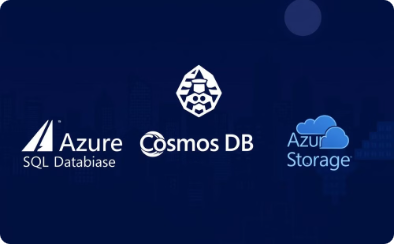 Azure
SQL Databiase
Cosmos DB
Azur
Storage